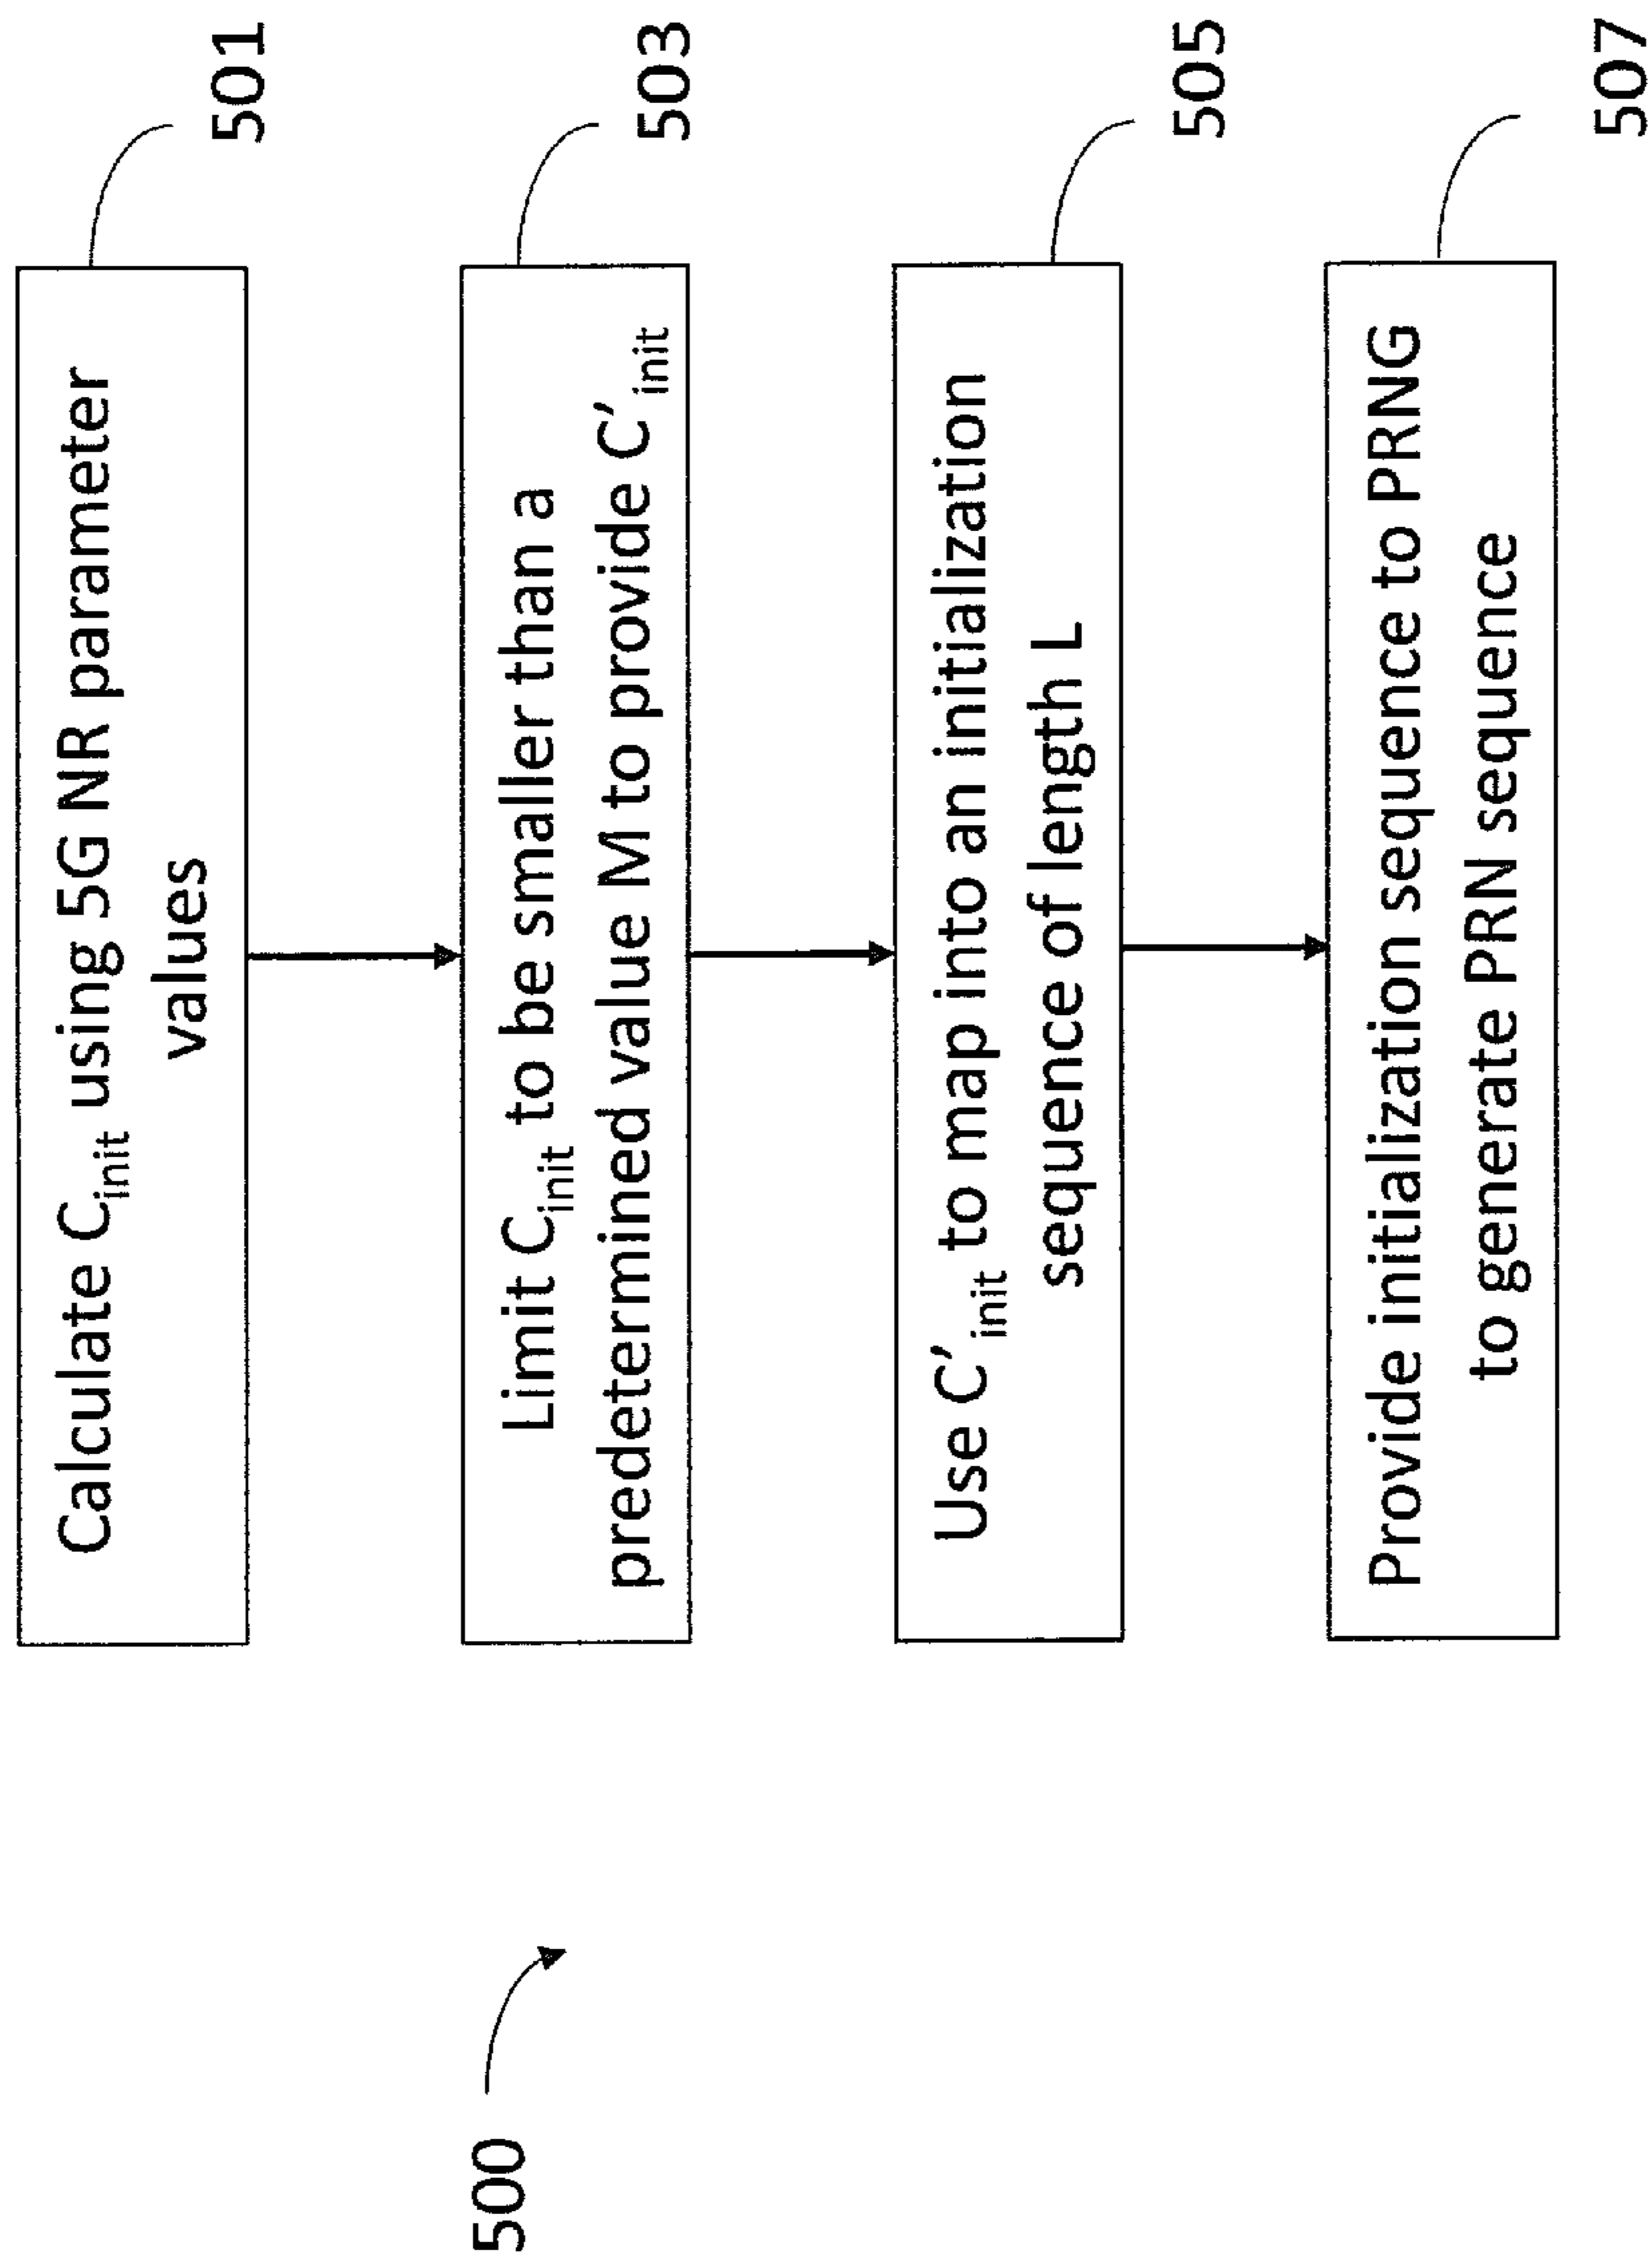 500
Calculate C_init using 5G NR parameter
values
501
Limit C_init to be smaller than a
predetermined value M to provide C′_init
503
Use C′_init to map into an initialization
sequence of length L
505
Provide initialization sequence to PRNG
to generate PRN sequence
507